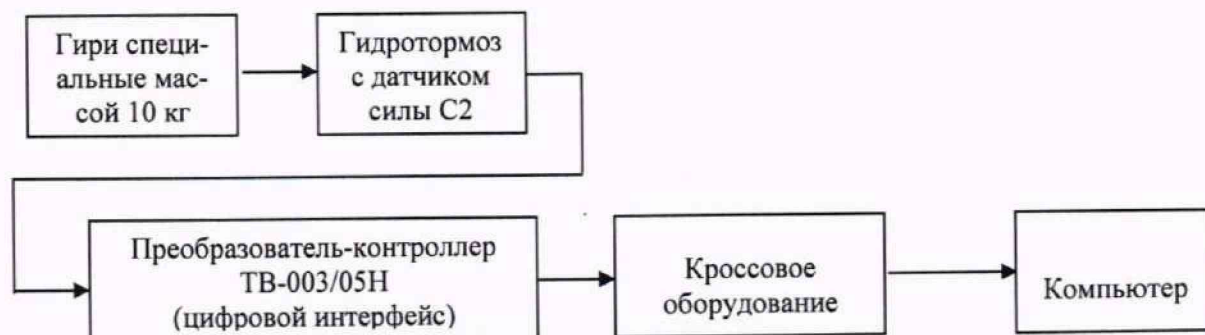 Гири специ-
альные мас-
сой 10 кг
Гидротормоз
с датчиком
силы С2
Преобразователь-контроллер
ТВ-003/05Н
(цифровой интерфейс)
Кроссовое
оборудование
Компьютер